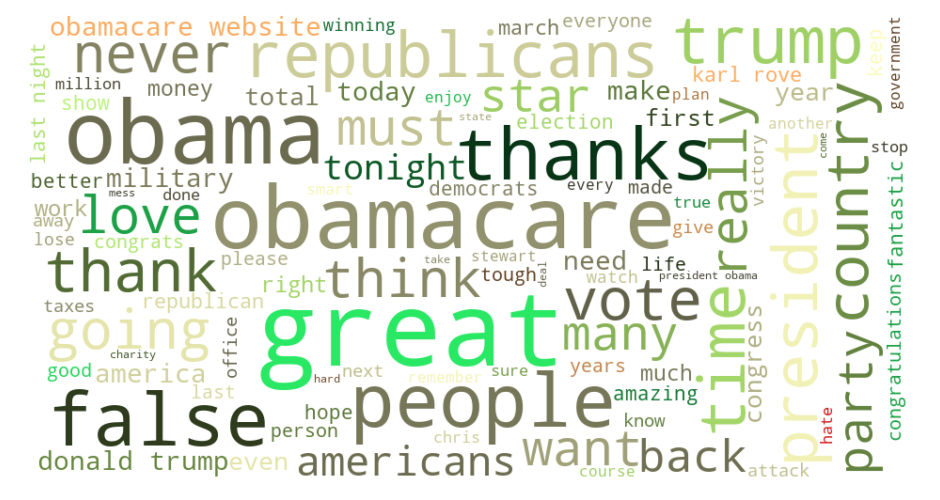 obamacare website
winning
march
everyone
trump
never
republicans
last night
keep
government
karl rove
million
money
total
today
enjoy
star
make
plan
year
show
state
election
first
another
obama
must
thanks
really
tonight
come
stop
better
military
democrats
every
made
victory
president
country
mess
done
smart
true
work
love
obamacare
give
away
lose
congrats
please
take
stewart
tough
deal
need
life
president obama
thank
think
right
watch
fantastic
taxes
republican
vote
time
going
office
great
many
congress
party
congratulations
charity
good
america
hard
next
remember
sure
years
much
last
people
amazing
false
hope
know
person
chris
want
back
hate
donald trump
even
americans
course
attack